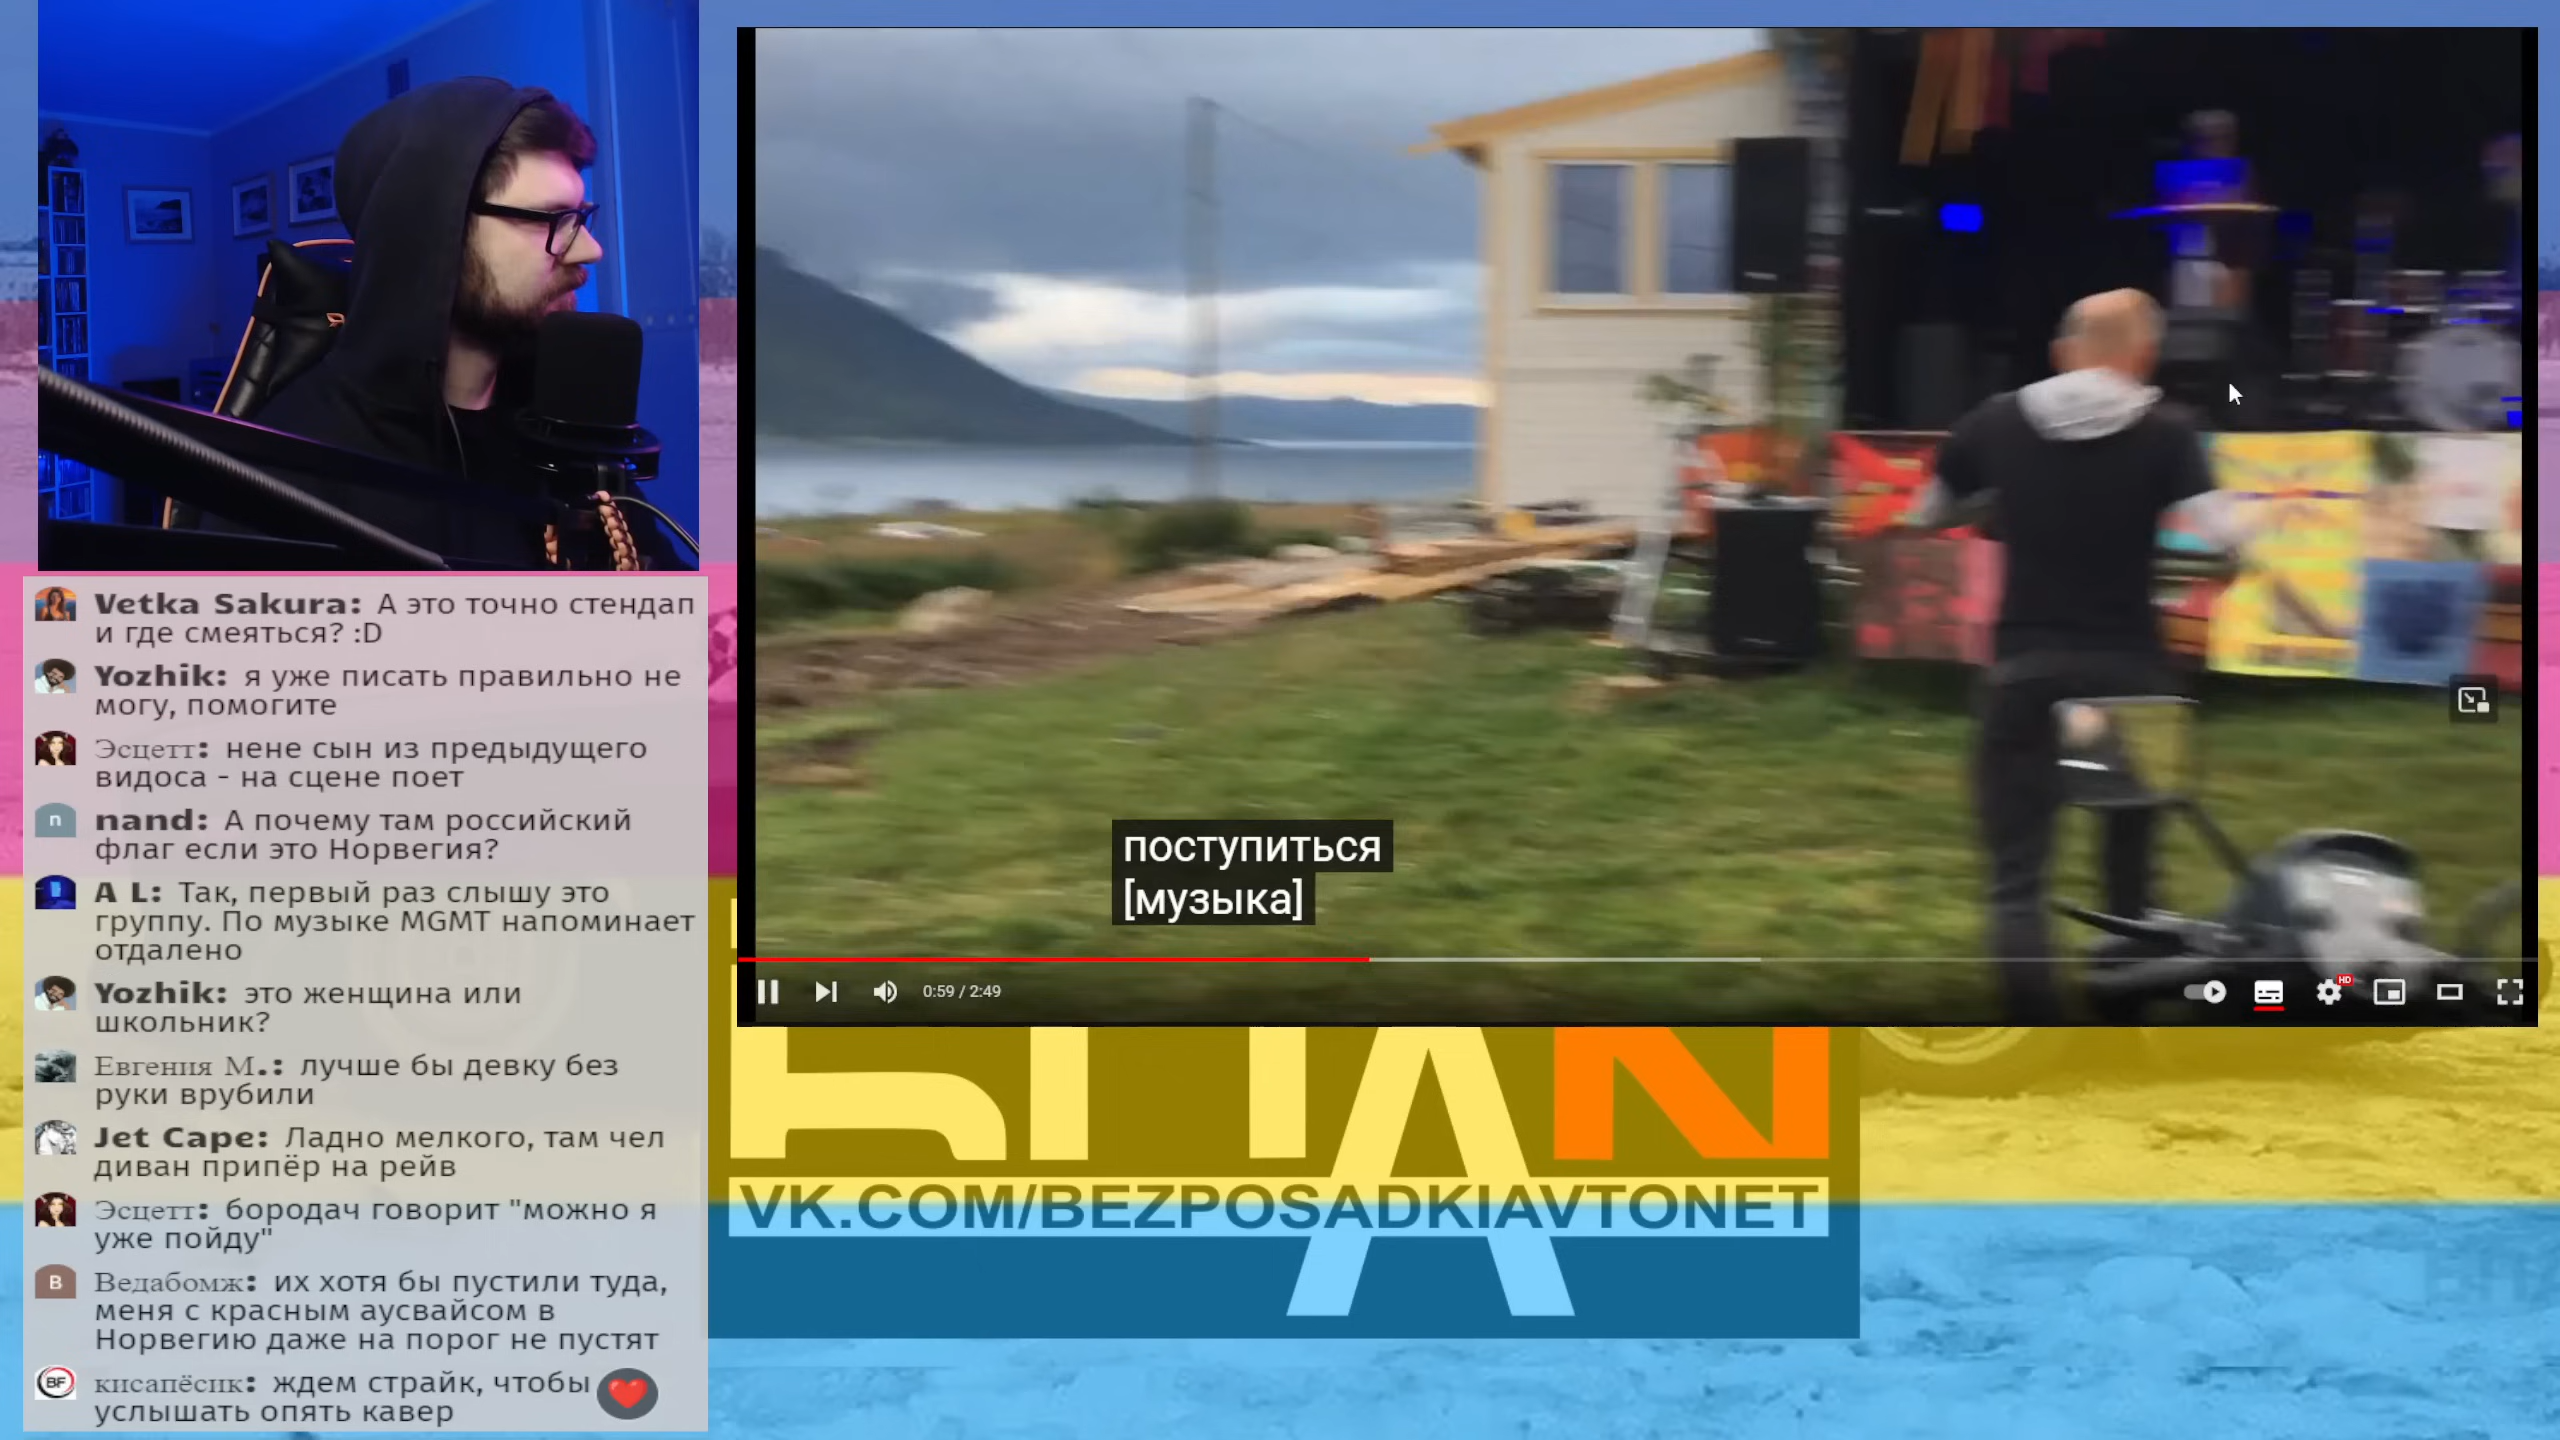 Vetka Sakura: А это точно стендап
и где смеяться? :D
Yozhik: я уже писать правильно не
могу, помогите
Эсцетт: нене сын из предыдущего
видоса - на сцене поет
n
nand: А почему там российский
флаг если это Норвегия?
A L: Так, первый раз слышу это
группу. По музыке MGMT напоминает
отдалено
Yozhik: это женщина или
школьник?
Евгения М.: лучше бы девку без
руки врубили
Jet Cape: Ладно мелкого, там чел
диван припёр на рейв
Эсцетт: бородач говорит "можно я
уже пойду"
В
Ведабомж: их хотя бы пустили туда,
меня с красным аусвайсом в
Норвегию даже на порог не пустят
BF
кисапёсик: ждем страйк, чтобы
услышать опять кавер
поступиться
[музыка]
0:59 / 2:49
HD
VK.COM/BEZPOSADKIAVTONET